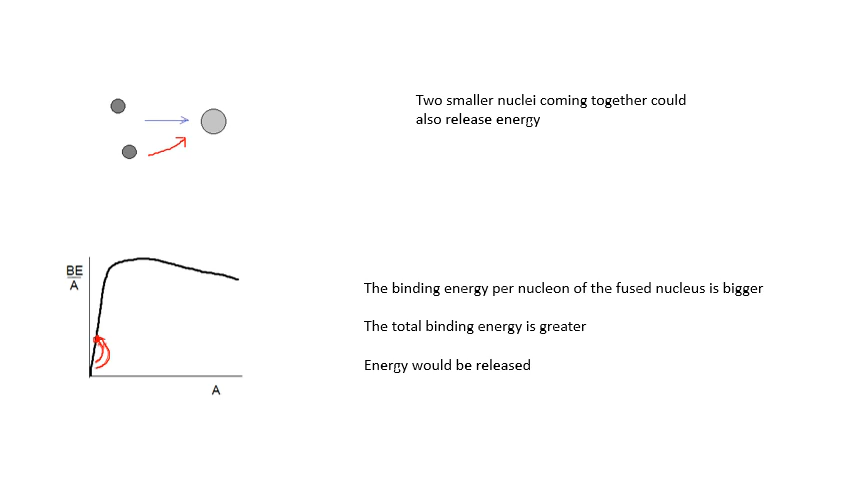 Two smaller nuclei coming together could
also release energy
BE
A
The binding energy per nucleon of the fused nucleus is bigger
The total binding energy is greater
Energy would be released
A